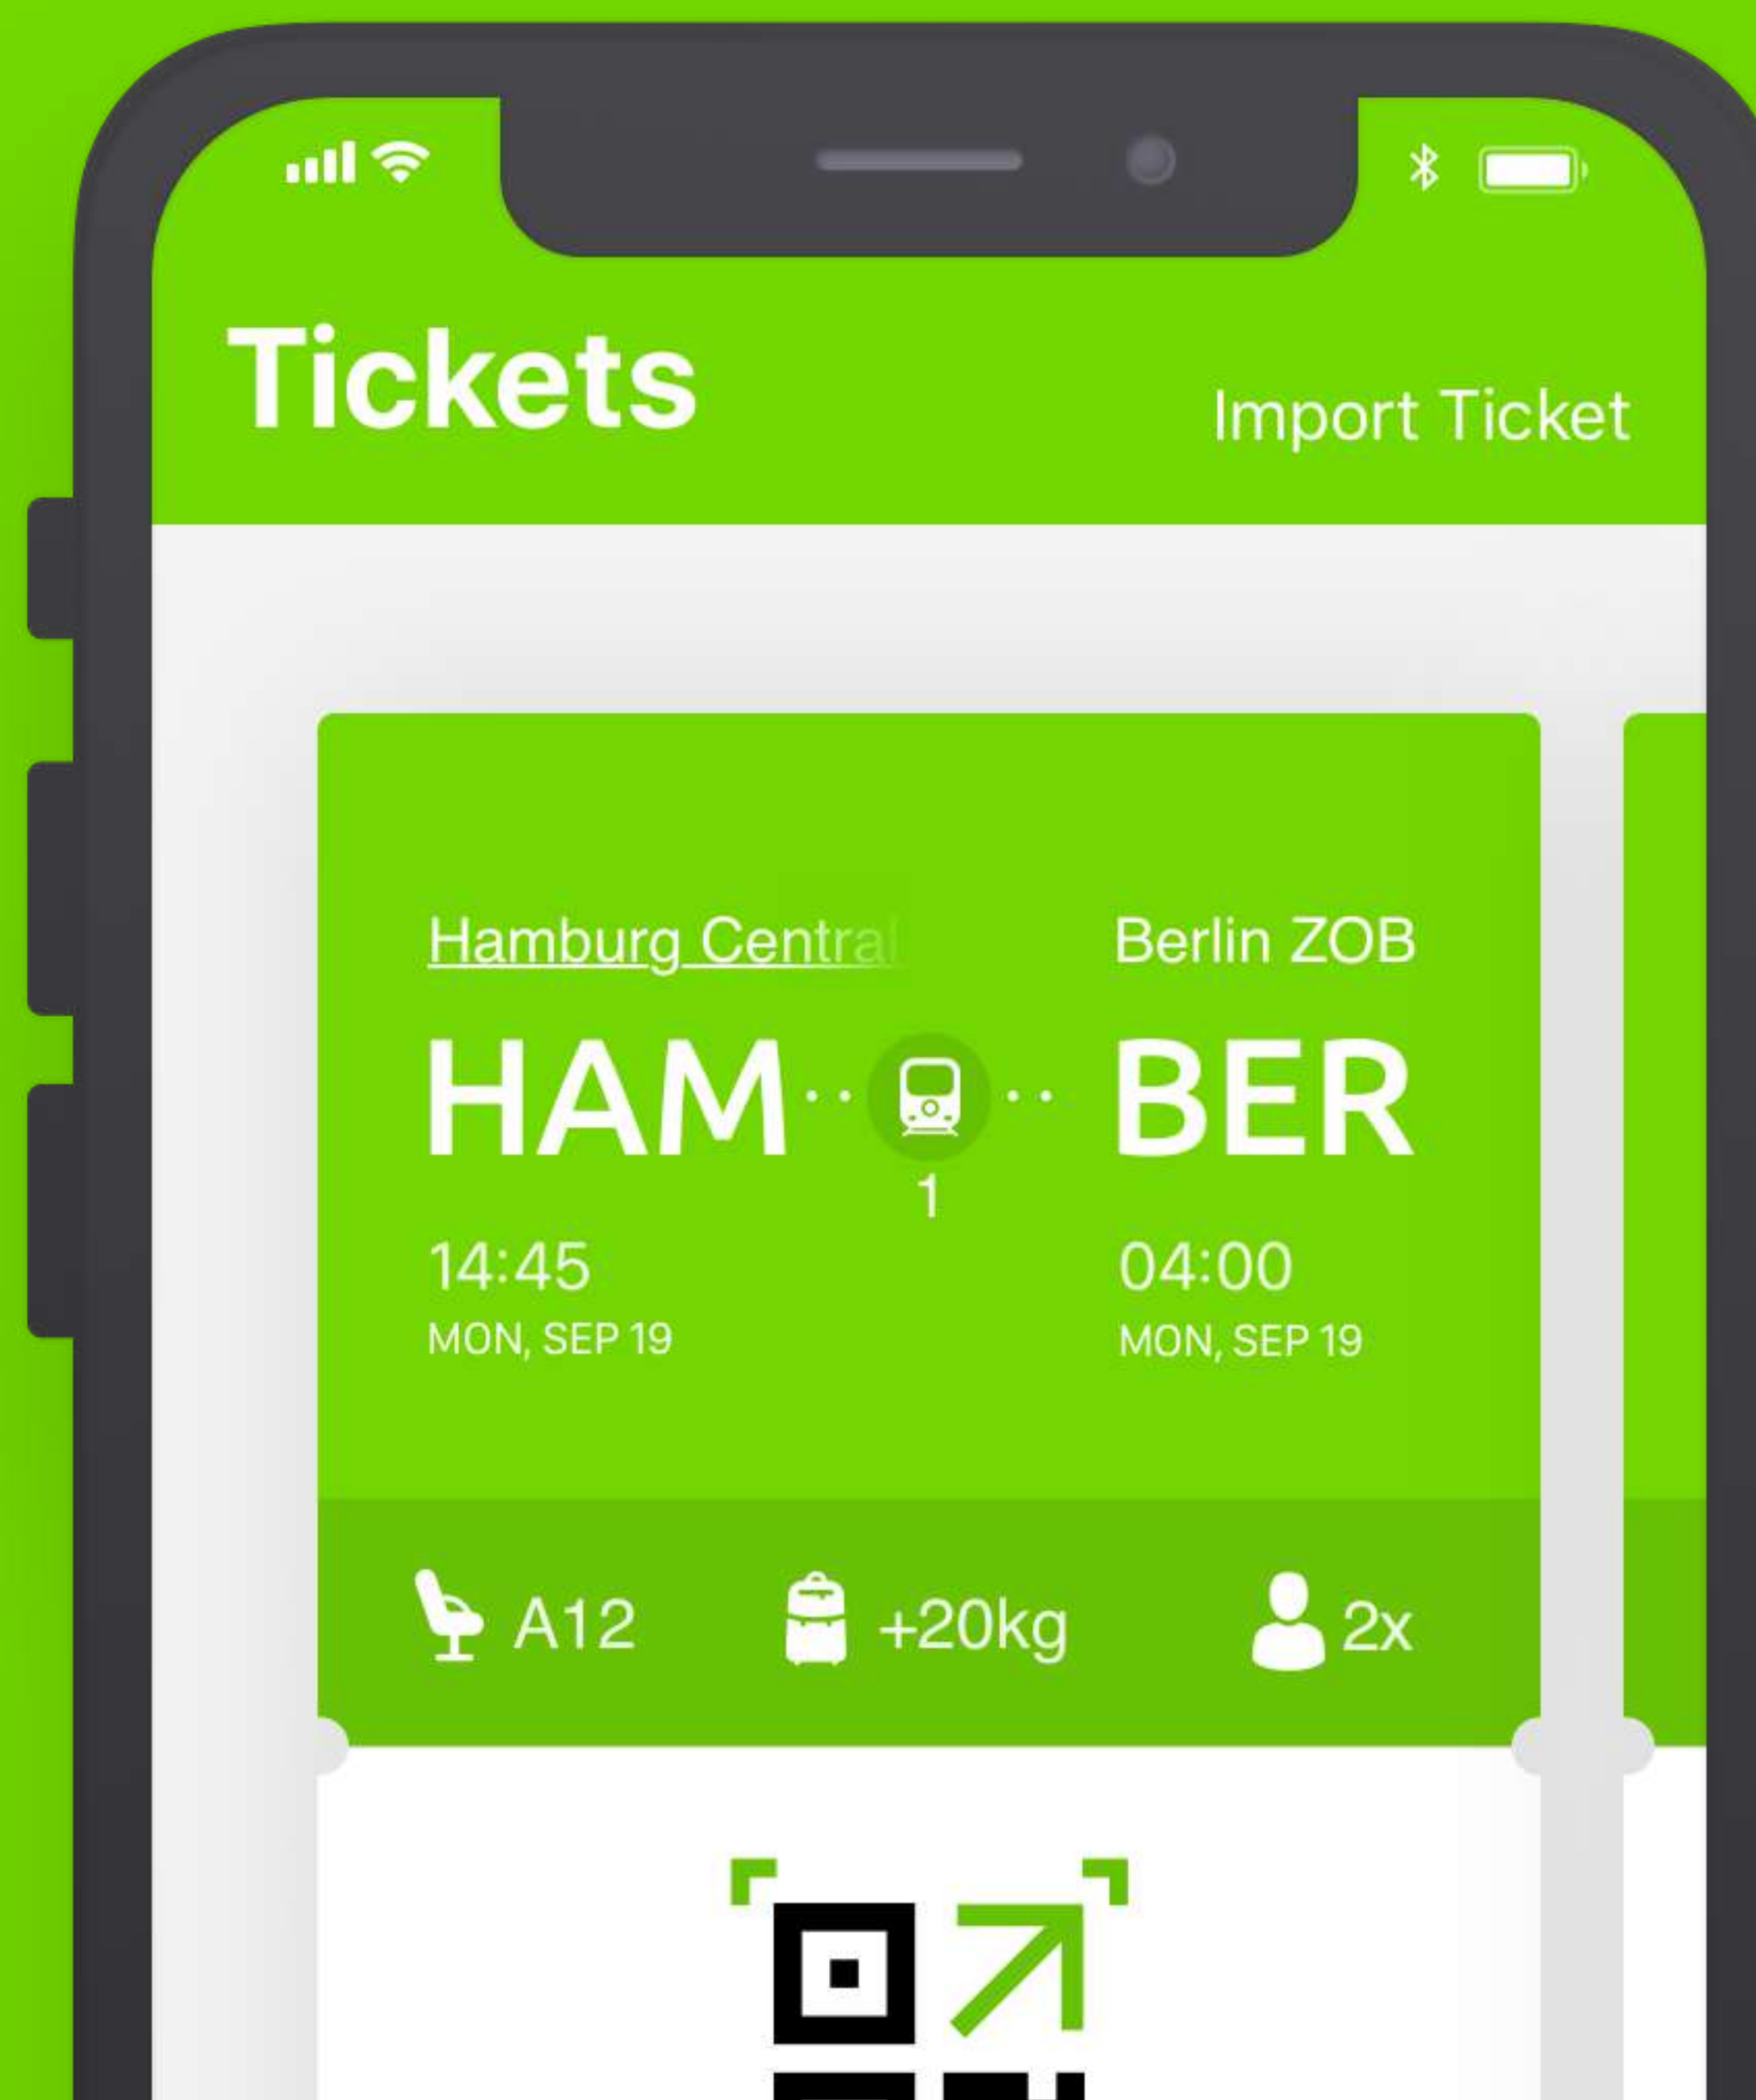 Tickets
Import Ticket
Hamburg Central
Berlin ZOB
HAM
BER
1
14:45
04:00
MON, SEP 19
MON, SEP 19
A12
+20kg
2x